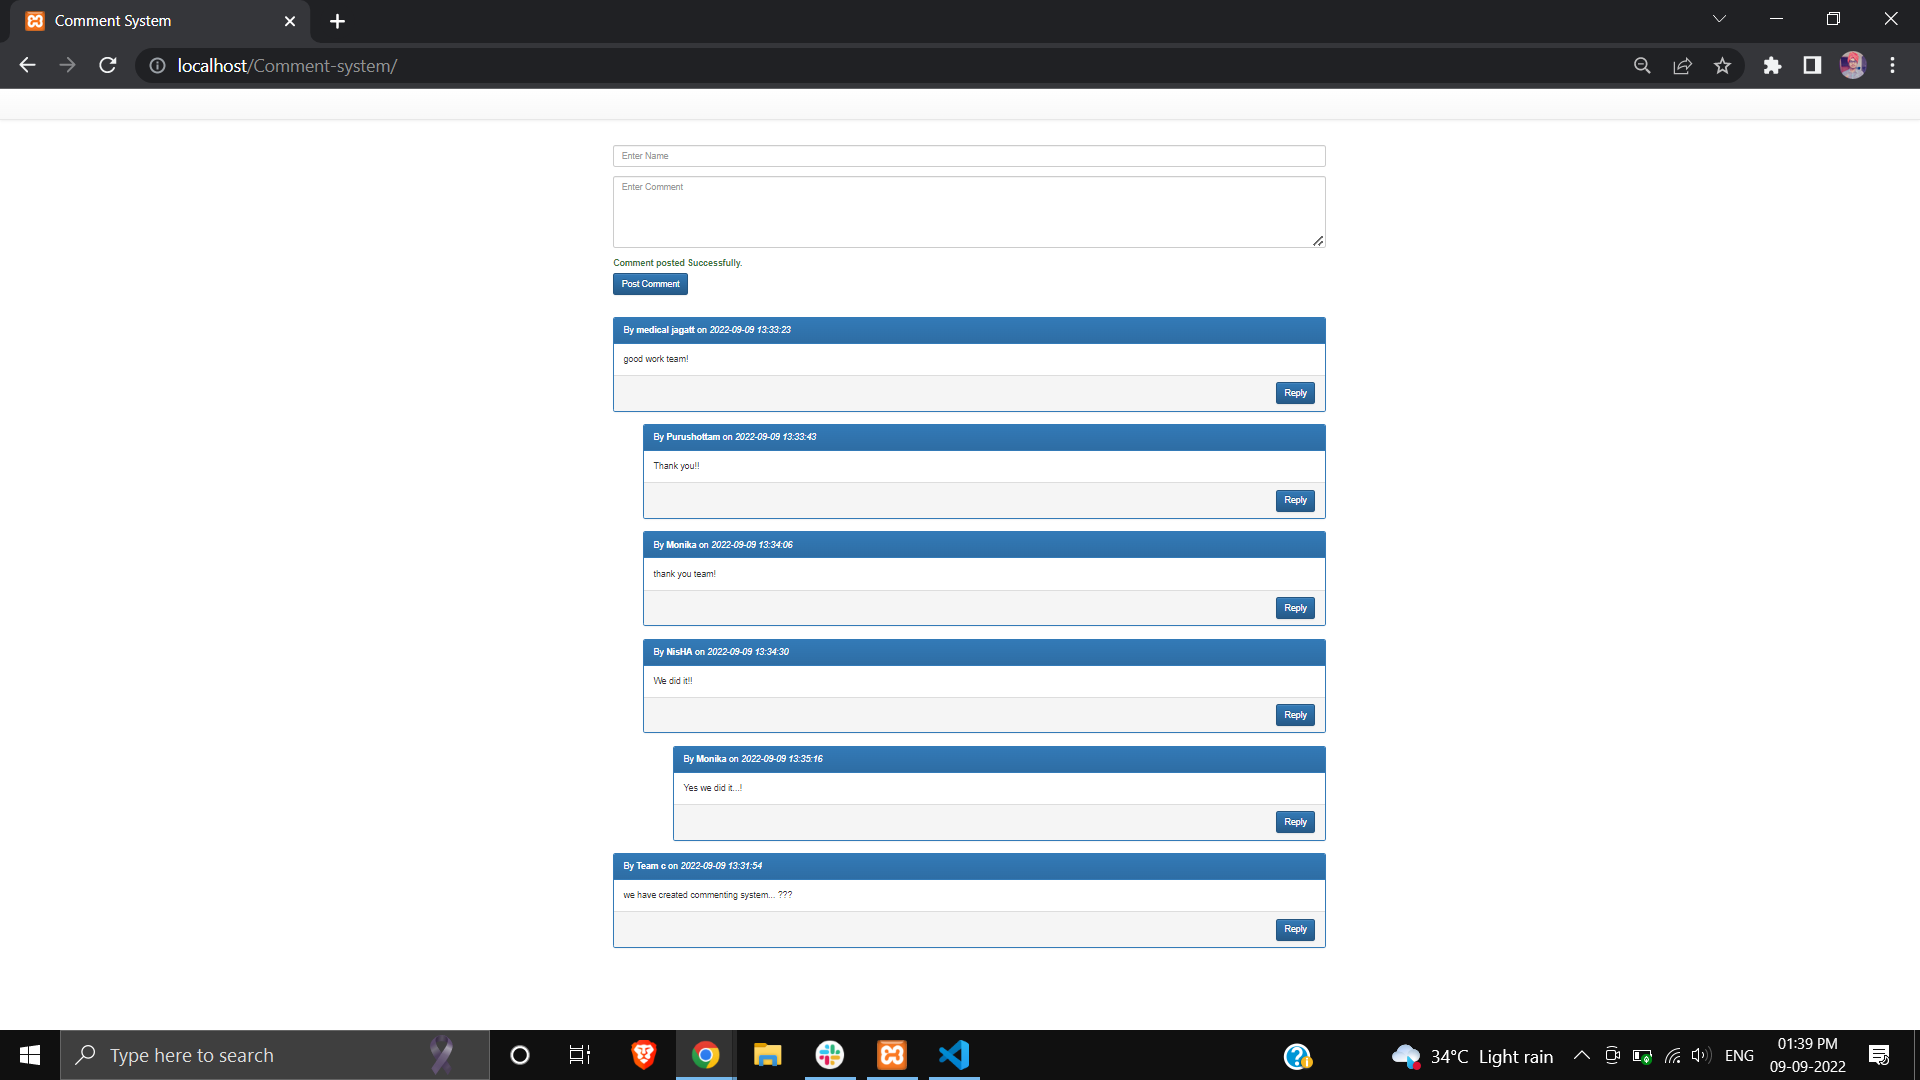 Comment System
localhost/Comment-system/
Enter Name
Enter Comment
Comment posted Successfully.
Post Comment
By medical jagatt on 2022-09-09 13:33:23
good work team!
Reply
By Purushottam on 2022-09-09 13:33:43
Thank you!!
Reply
By Monika on 2022-09-09 13:34:06
thank you team!
Reply
By NisHA on 2022-09-09 13:34:30
We did it!!
Reply
By Monika on 2022-09-09 13:35:16
Yes we did it...!
Reply
By Team c on 2022-09-09 13:31:54
we have created commenting system... ???
Reply
Type here to search
34°C Light rain
ENG
01:39 PM
09-09-2022